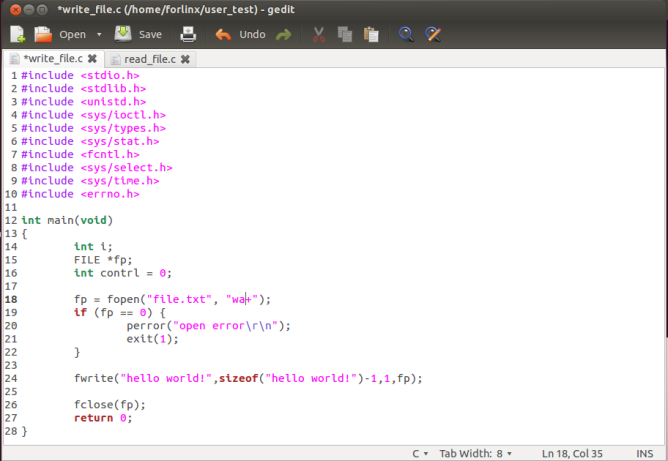 *write_file.c (/home/forlinx/user_test) - gedit
Open Save Undo
*write_file.c read_file.c
1 #include <stdio.h>
2 #include <stdlib.h>
3 #include <unistd.h>
4 #include <sys/ioctl.h>
5 #include <sys/types.h>
6 #include <sys/stat.h>
7 #include <fcntl.h>
8 #include <sys/select.h>
9 #include <sys/time.h>
10 #include <errno.h>
11
12 int main(void)
13 {
14         int i;
15         FILE *fp;
16         int contrl = 0;
17
18         fp = fopen("file.txt", "wa+");
19         if (fp == 0) {
20                 perror("open error\r\n");
21                 exit(1);
22         }
23
24         fwrite("hello world!",sizeof("hello world!")-1,1,fp);
25
26         fclose(fp);
27         return 0;
28 }
C Tab Width: 8 Ln 18, Col 35 INS